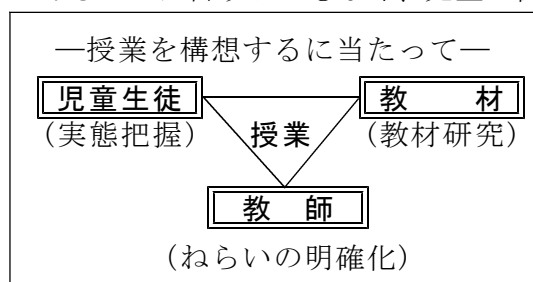 ―授業を構想するに当たって―
児童生徒
教　材
(実態把握)
授業
(教材研究)
教　師
(ねらいの明確化)